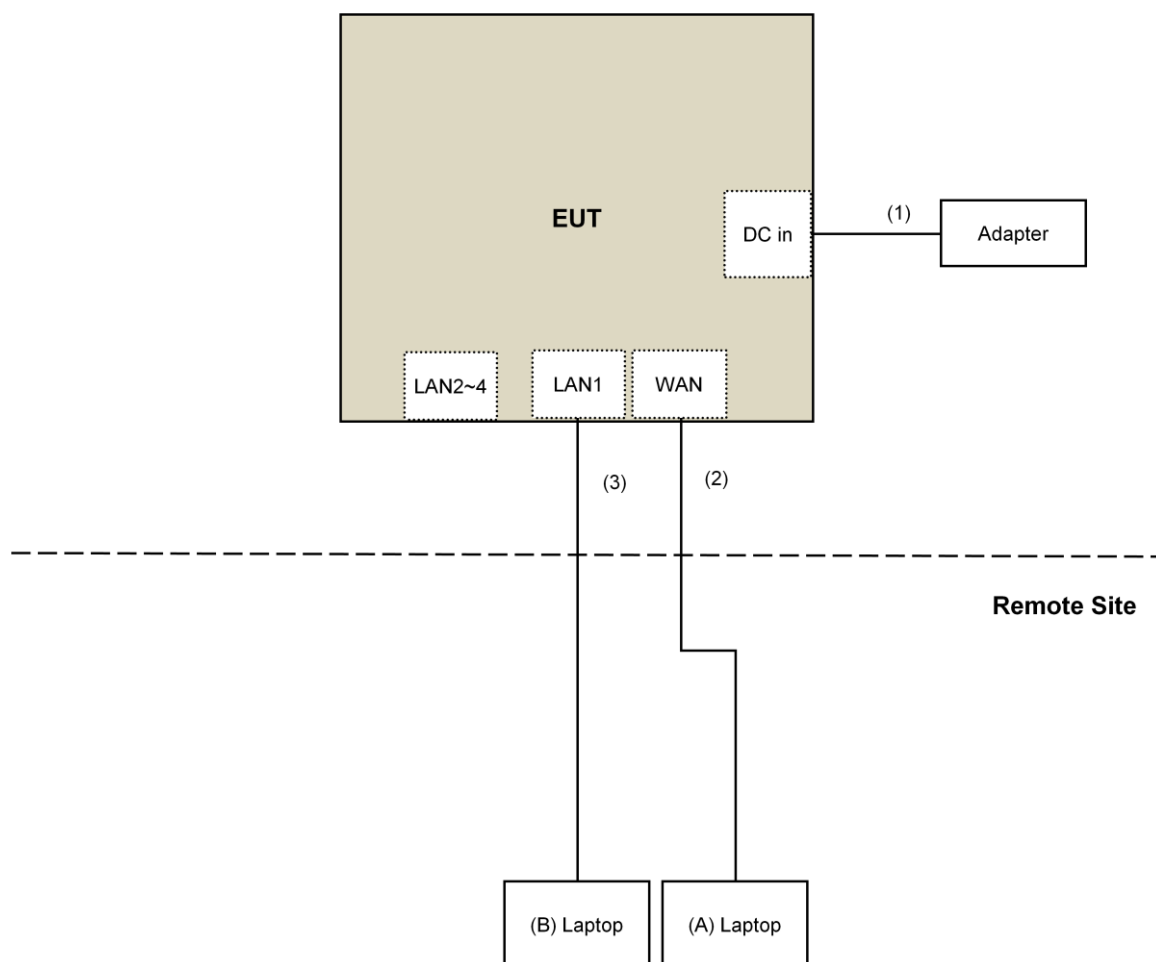 EUT
DC in
(1)
Adapter
LAN2~4
LAN1
WAN
(3)
(2)
Remote Site
(B) Laptop
(A) Laptop